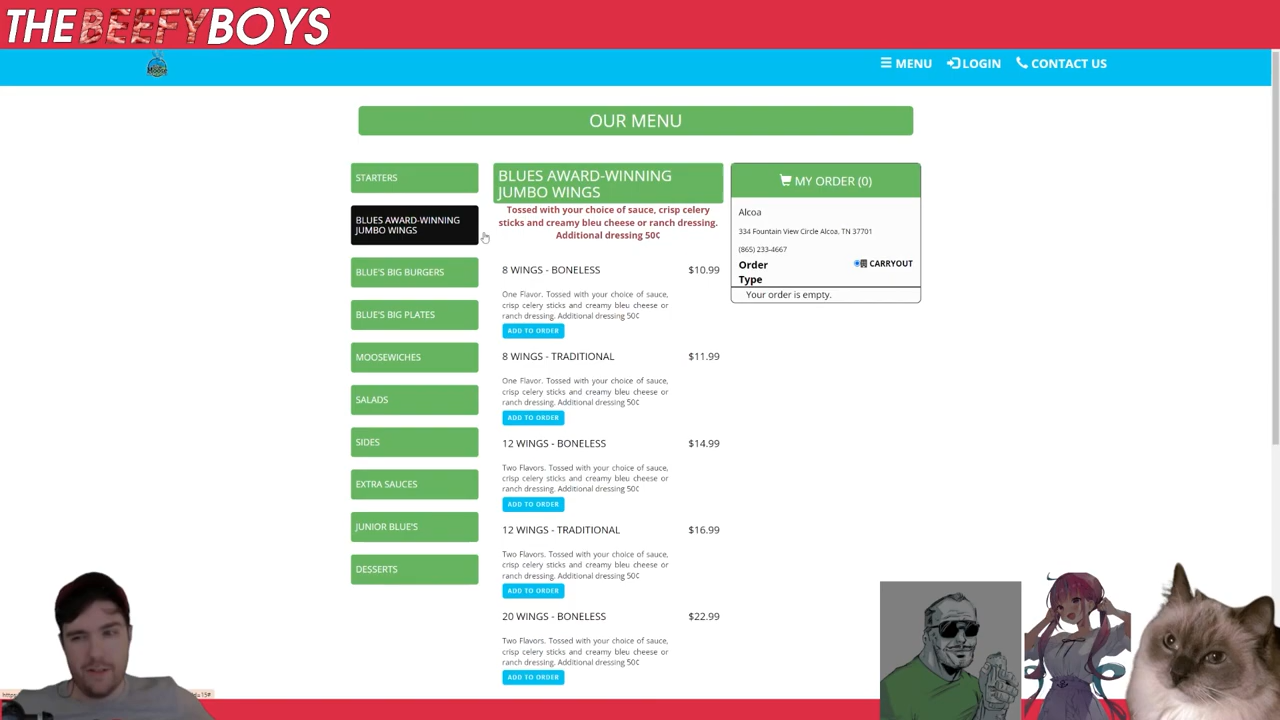 THEBEEFYBOYS
Moose
MENU
LOGIN
CONTACT US
OUR MENU
STARTERS
BLUES AWARD-WINNING
JUMBO WINGS
BLUE'S BIG BURGERS
BLUE'S BIG PLATES
MOOSEWICHES
SALADS
SIDES
EXTRA SAUCES
JUNIOR BLUE'S
DESSERTS
BLUES AWARD-WINNING
JUMBO WINGS
Tossed with your choice of sauce, crisp celery
sticks and creamy bleu cheese or ranch dressing.
Additional dressing 50¢
8 WINGS - BONELESS $10.99
One Flavor. Tossed with your choice of sauce,
crisp celery sticks and creamy bleu cheese or
ranch dressing. Additional dressing 50¢
ADD TO ORDER
8 WINGS - TRADITIONAL $11.99
One Flavor. Tossed with your choice of sauce,
crisp celery sticks and creamy bleu cheese or
ranch dressing. Additional dressing 50¢
ADD TO ORDER
12 WINGS - BONELESS $14.99
Two Flavors. Tossed with your choice of sauce,
crisp celery sticks and creamy bleu cheese or
ranch dressing. Additional dressing 50¢
ADD TO ORDER
12 WINGS - TRADITIONAL $16.99
Two Flavors. Tossed with your choice of sauce,
crisp celery sticks and creamy bleu cheese or
ranch dressing. Additional dressing 50¢
ADD TO ORDER
20 WINGS - BONELESS $22.99
Two Flavors. Tossed with your choice of sauce,
crisp celery sticks and creamy bleu cheese or
ranch dressing. Additional dressing 50¢
ADD TO ORDER
MY ORDER (0)
Alcoa
334 Fountain View Circle Alcoa, TN 37701
(865) 233-4667
Order
Type
CARRYOUT
Your order is empty.